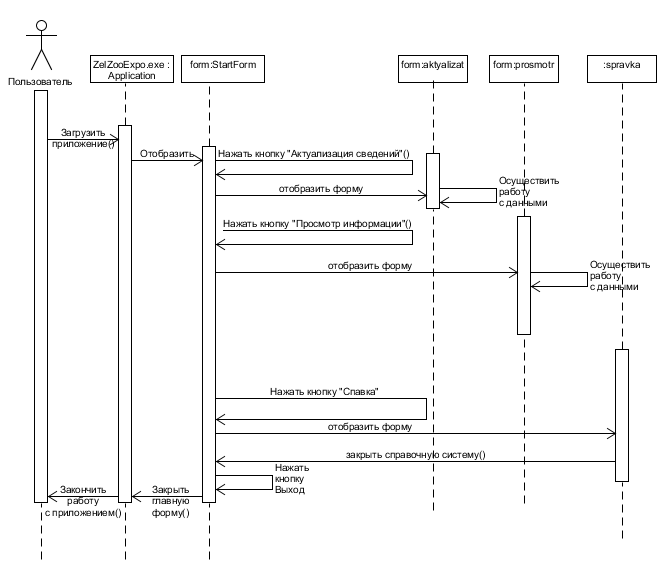 Пользователь
ZelZooExpo.exe :
Application
form:StartForm
form:aktyalizat
form:prosmotr
:spravka
Загрузить
приложение()
Отобразить
Нажать кнопку "Актуализация сведений"()
отобразить форму
Осуществить
работу
с данными
Нажать кнопку "Просмотр информации"()
отобразить форму
Осуществить
работу
с данными
Нажать кнопку "Спавка"
отобразить форму
закрыть справочную систему()
Нажать
кнопку
Выход
Закрыть
главную
форму()
Закончить
работу
с приложением()